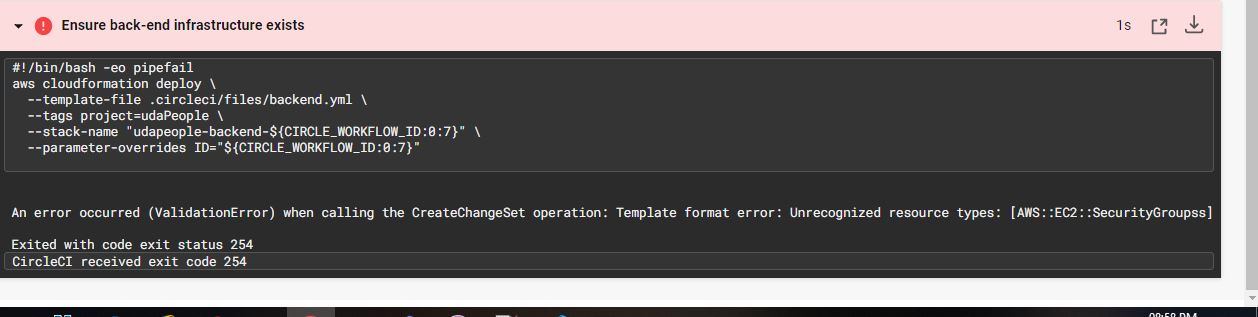 Ensure back-end infrastructure exists
1s
#!/bin/bash -eo pipefail
aws cloudformation deploy \
--template-file .circleci/files/backend.yml \
--tags project=udaPeople \
--stack-name "udapeople-backend-${CIRCLE_WORKFLOW_ID:0:7}" \
--parameter-overrides ID="${CIRCLE_WORKFLOW_ID:0:7}"
An error occurred (ValidationError) when calling the CreateChangeSet operation: Template format error: Unrecognized resource types: [AWS::EC2::SecurityGroupss]
Exited with code exit status 254
CircleCI received exit code 254